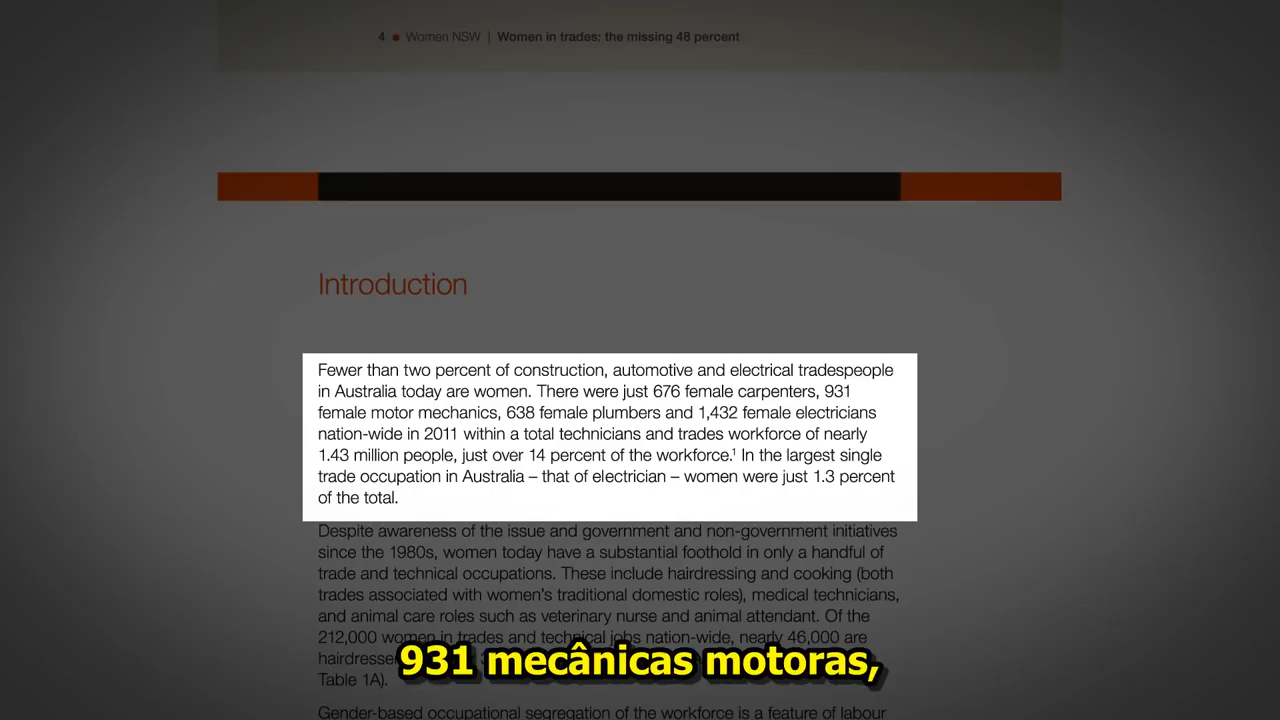 4 ● Women NSW | Women in trades: the missing 48 percent
Introduction
Fewer than two percent of construction, automotive and electrical tradespeople
in Australia today are women. There were just 676 female carpenters, 931
female motor mechanics, 638 female plumbers and 1,432 female electricians
nation-wide in 2011 within a total technicians and trades workforce of nearly
1.43 million people, just over 14 percent of the workforce.¹ In the largest single
trade occupation in Australia – that of electrician – women were just 1.3 percent
of the total.
Despite awareness of the issue and government and non-government initiatives
since the 1980s, women today have a substantial foothold in only a handful of
trade and technical occupations. These include hairdressing and cooking (both
trades associated with women's traditional domestic roles), medical technicians,
and animal care roles such as veterinary nurse and animal attendant. Of the
212,000 women in trades and technical jobs nation-wide, nearly 46,000 are
931 mecânicas motoras,
Table 1A).
Gender-based occupational segregation of the workforce is a feature of labour